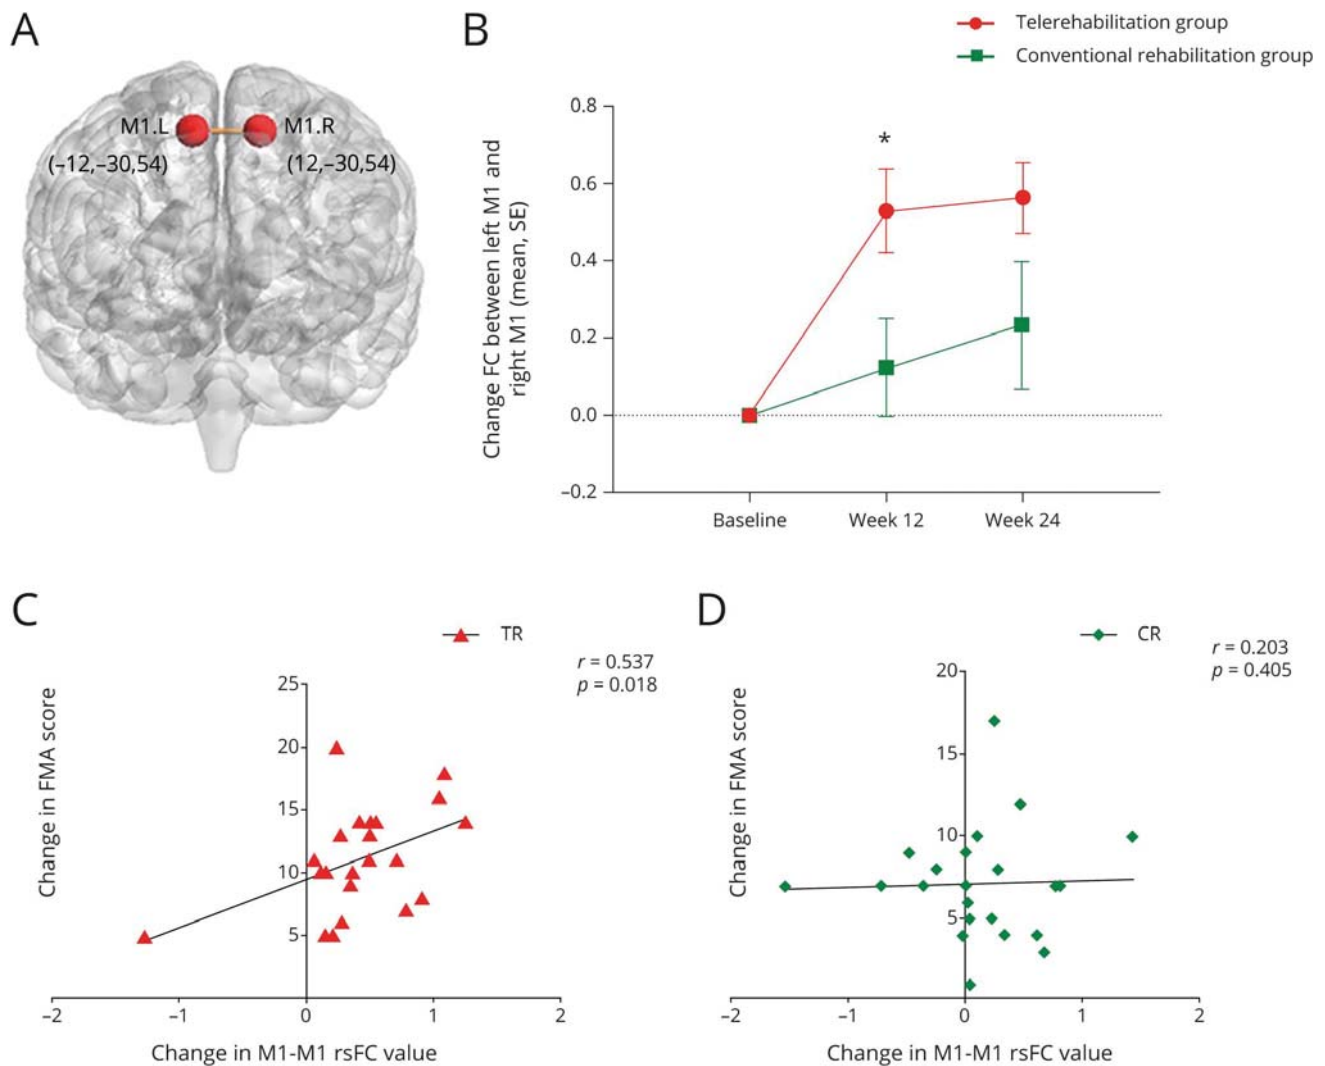 A
M1.L
M1.R
(–12,–30,54)
(12,–30,54)
B
Telerehabilitation group
Conventional rehabilitation group
Change FC between left M1 and
right M1 (mean, SE)
0.8
0.6
0.4
0.2
0.0
–0.2
*
Baseline
Week 12
Week 24
C
TR
r = 0.537
p = 0.018
Change in FMA score
25
20
15
10
5
–2
–1
0
1
2
Change in M1-M1 rsFC value
D
CR
r = 0.203
p = 0.405
Change in FMA score
20
15
10
5
–2
–1
0
1
2
Change in M1-M1 rsFC value